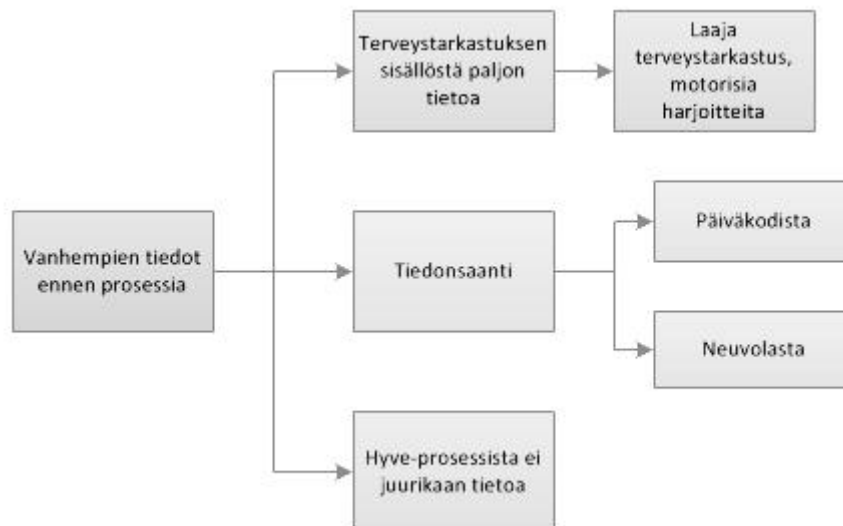 Terveystarkastuksen
sisällöstä paljon
tietoa
Laaja
terveystarkastus,
motorisia
harjoitteita
Vanhempien tiedot
ennen prosessia
Tiedonsaanti
Päiväkodista
Neuvolasta
Hyve-prosessista ei
juurikaan tietoa